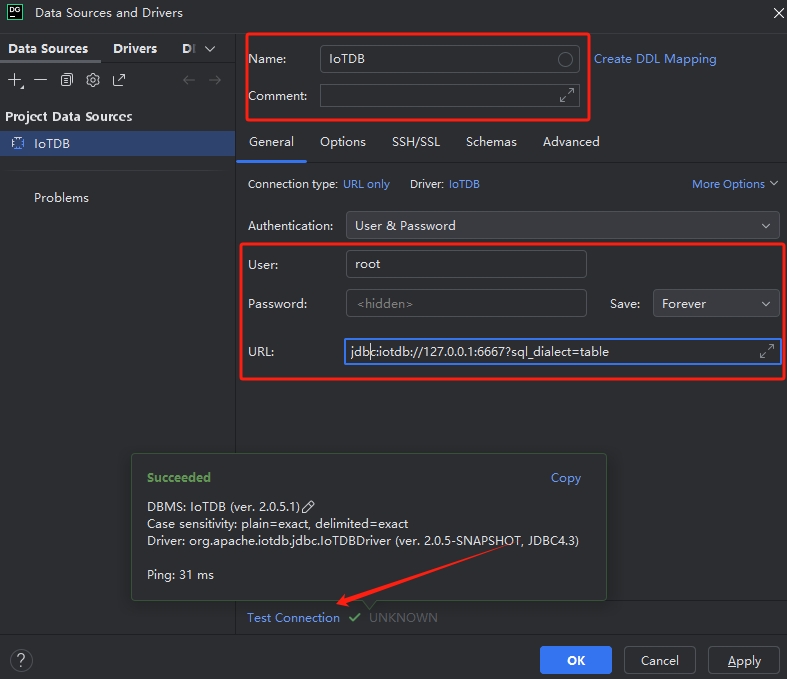 DG
Data Sources and Drivers
Data Sources Drivers
Project Data Sources
IoTDB
Problems
Name: IoTDB
Create DDL Mapping
Comment:
General Options SSH/SSL Schemas Advanced
Connection type: URL only Driver: IoTDB More Options
Authentication: User & Password
User: root
Password: <hidden> Save: Forever
URL: jdbc:iotdb://127.0.0.1:6667?sql_dialect=table
Succeeded Copy
DBMS: IoTDB (ver. 2.0.5.1)
Case sensitivity: plain=exact, delimited=exact
Driver: org.apache.iotdb.jdbc.IoTDBDriver (ver. 2.0.5-SNAPSHOT, JDBC4.3)
Ping: 31 ms
Test Connection UNKNOWN
? OK Cancel Apply